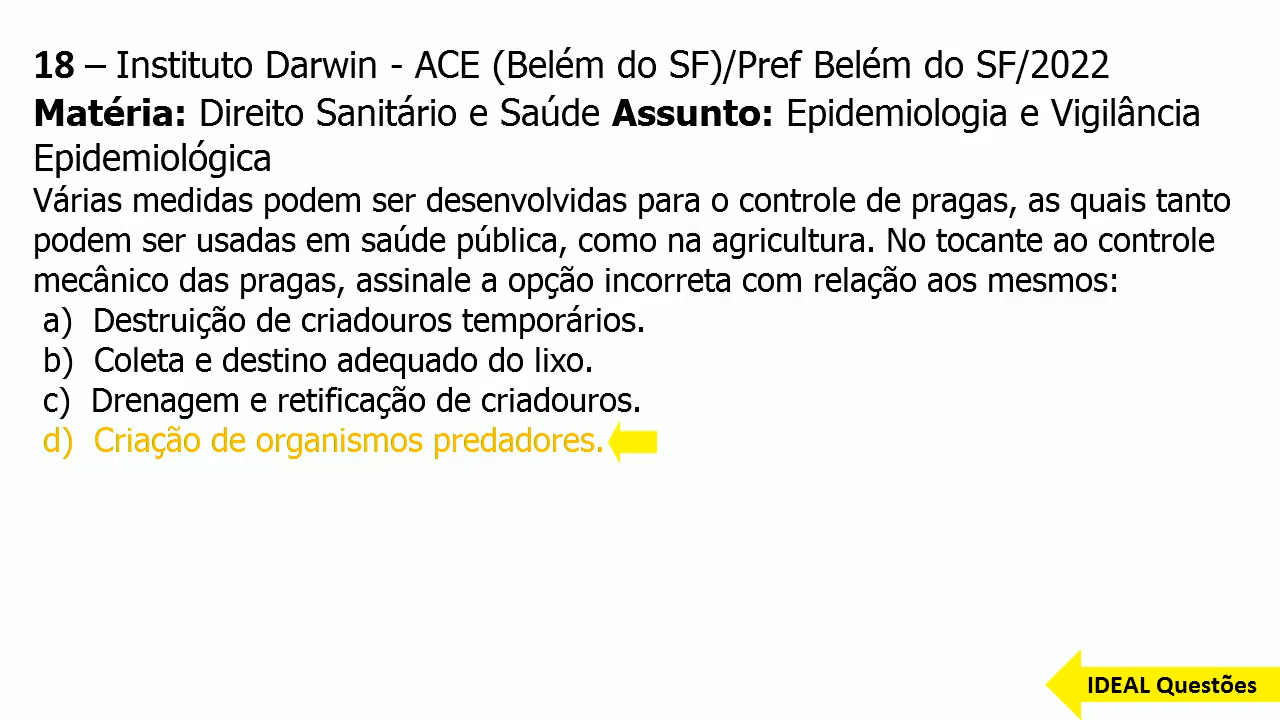 18 – Instituto Darwin - ACE (Belém do SF)/Pref Belém do SF/2022
Matéria: Direito Sanitário e Saúde Assunto: Epidemiologia e Vigilância
Epidemiológica
Várias medidas podem ser desenvolvidas para o controle de pragas, as quais tanto
podem ser usadas em saúde pública, como na agricultura. No tocante ao controle
mecânico das pragas, assinale a opção incorreta com relação aos mesmos:
a) Destruição de criadouros temporários.
b) Coleta e destino adequado do lixo.
c) Drenagem e retificação de criadouros.
d) Criação de organismos predadores.
IDEAL Questões